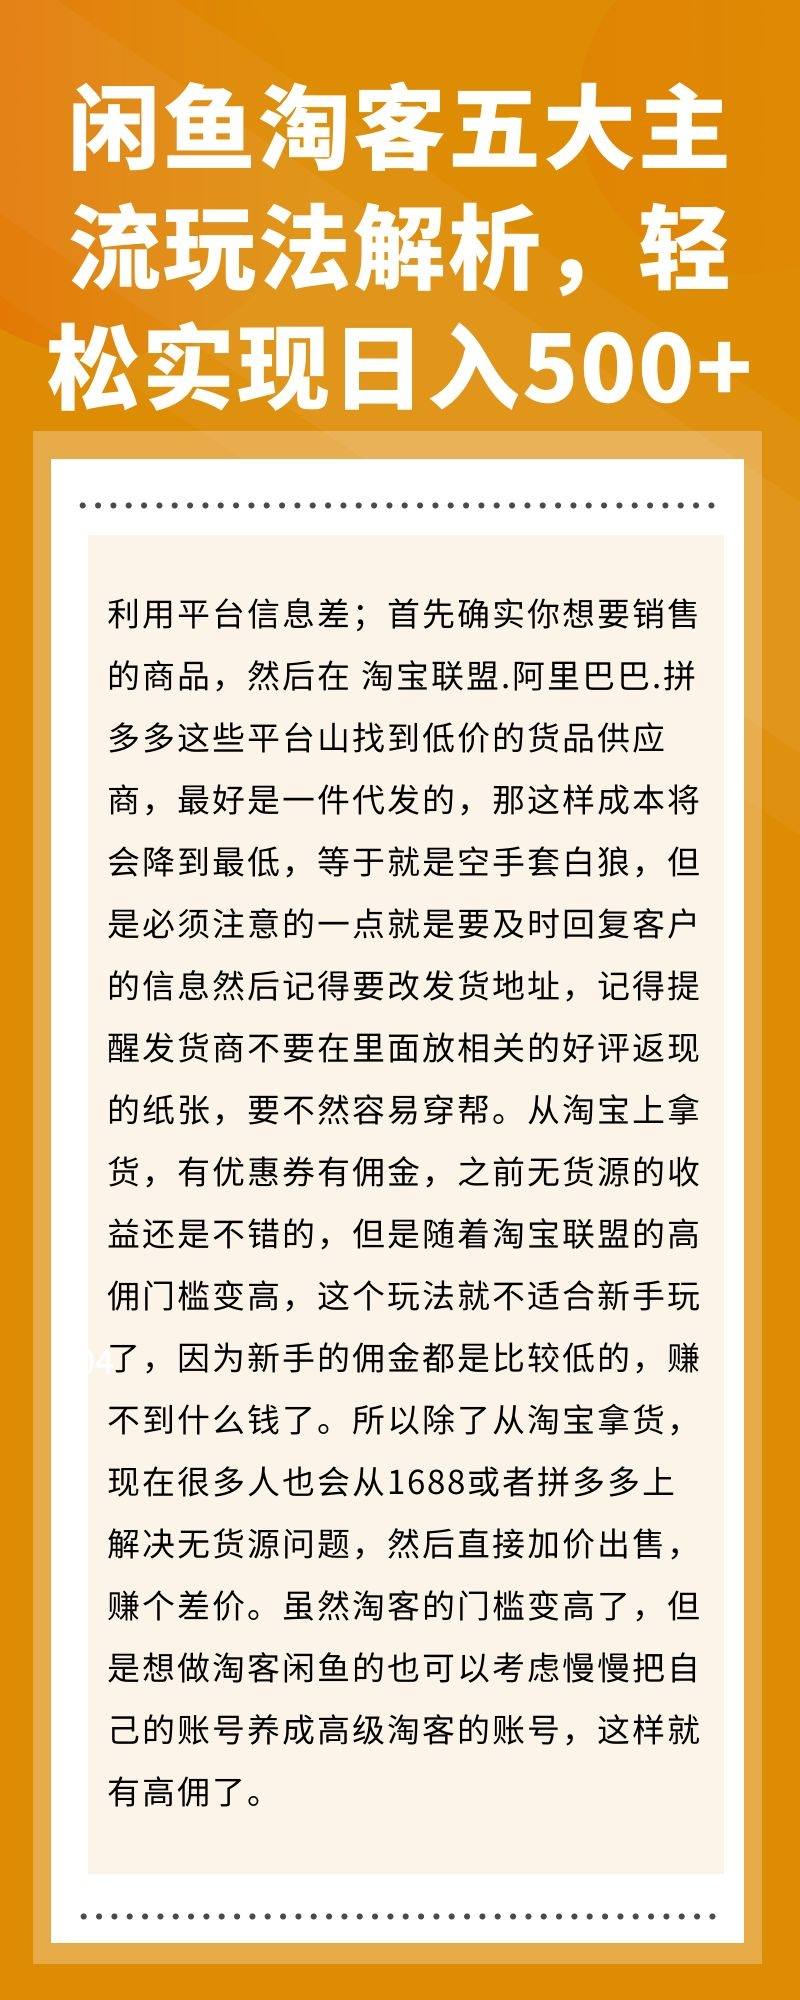 闲鱼淘客五大主
流玩法解析，轻
松实现日入500+
利用平台信息差；首先确实你想要销售
的商品，然后在 淘宝联盟.阿里巴巴.拼
多多这些平台山找到低价的货品供应
商，最好是一件代发的，那这样成本将
会降到最低，等于就是空手套白狼，但
是必须注意的一点就是要及时回复客户
的信息然后记得要改发货地址，记得提
醒发货商不要在里面放相关的好评返现
的纸张，要不然容易穿帮。从淘宝上拿
货，有优惠券有佣金，之前无货源的收
益还是不错的，但是随着淘宝联盟的高
佣门槛变高，这个玩法就不适合新手玩
04
了，因为新手的佣金都是比较低的，赚
不到什么钱了。所以除了从淘宝拿货，
现在很多人也会从1688或者拼多多上
解决无货源问题，然后直接加价出售，
赚个差价。虽然淘客的门槛变高了，但
是想做淘客闲鱼的也可以考虑慢慢把自
己的账号养成高级淘客的账号，这样就
有高佣了。